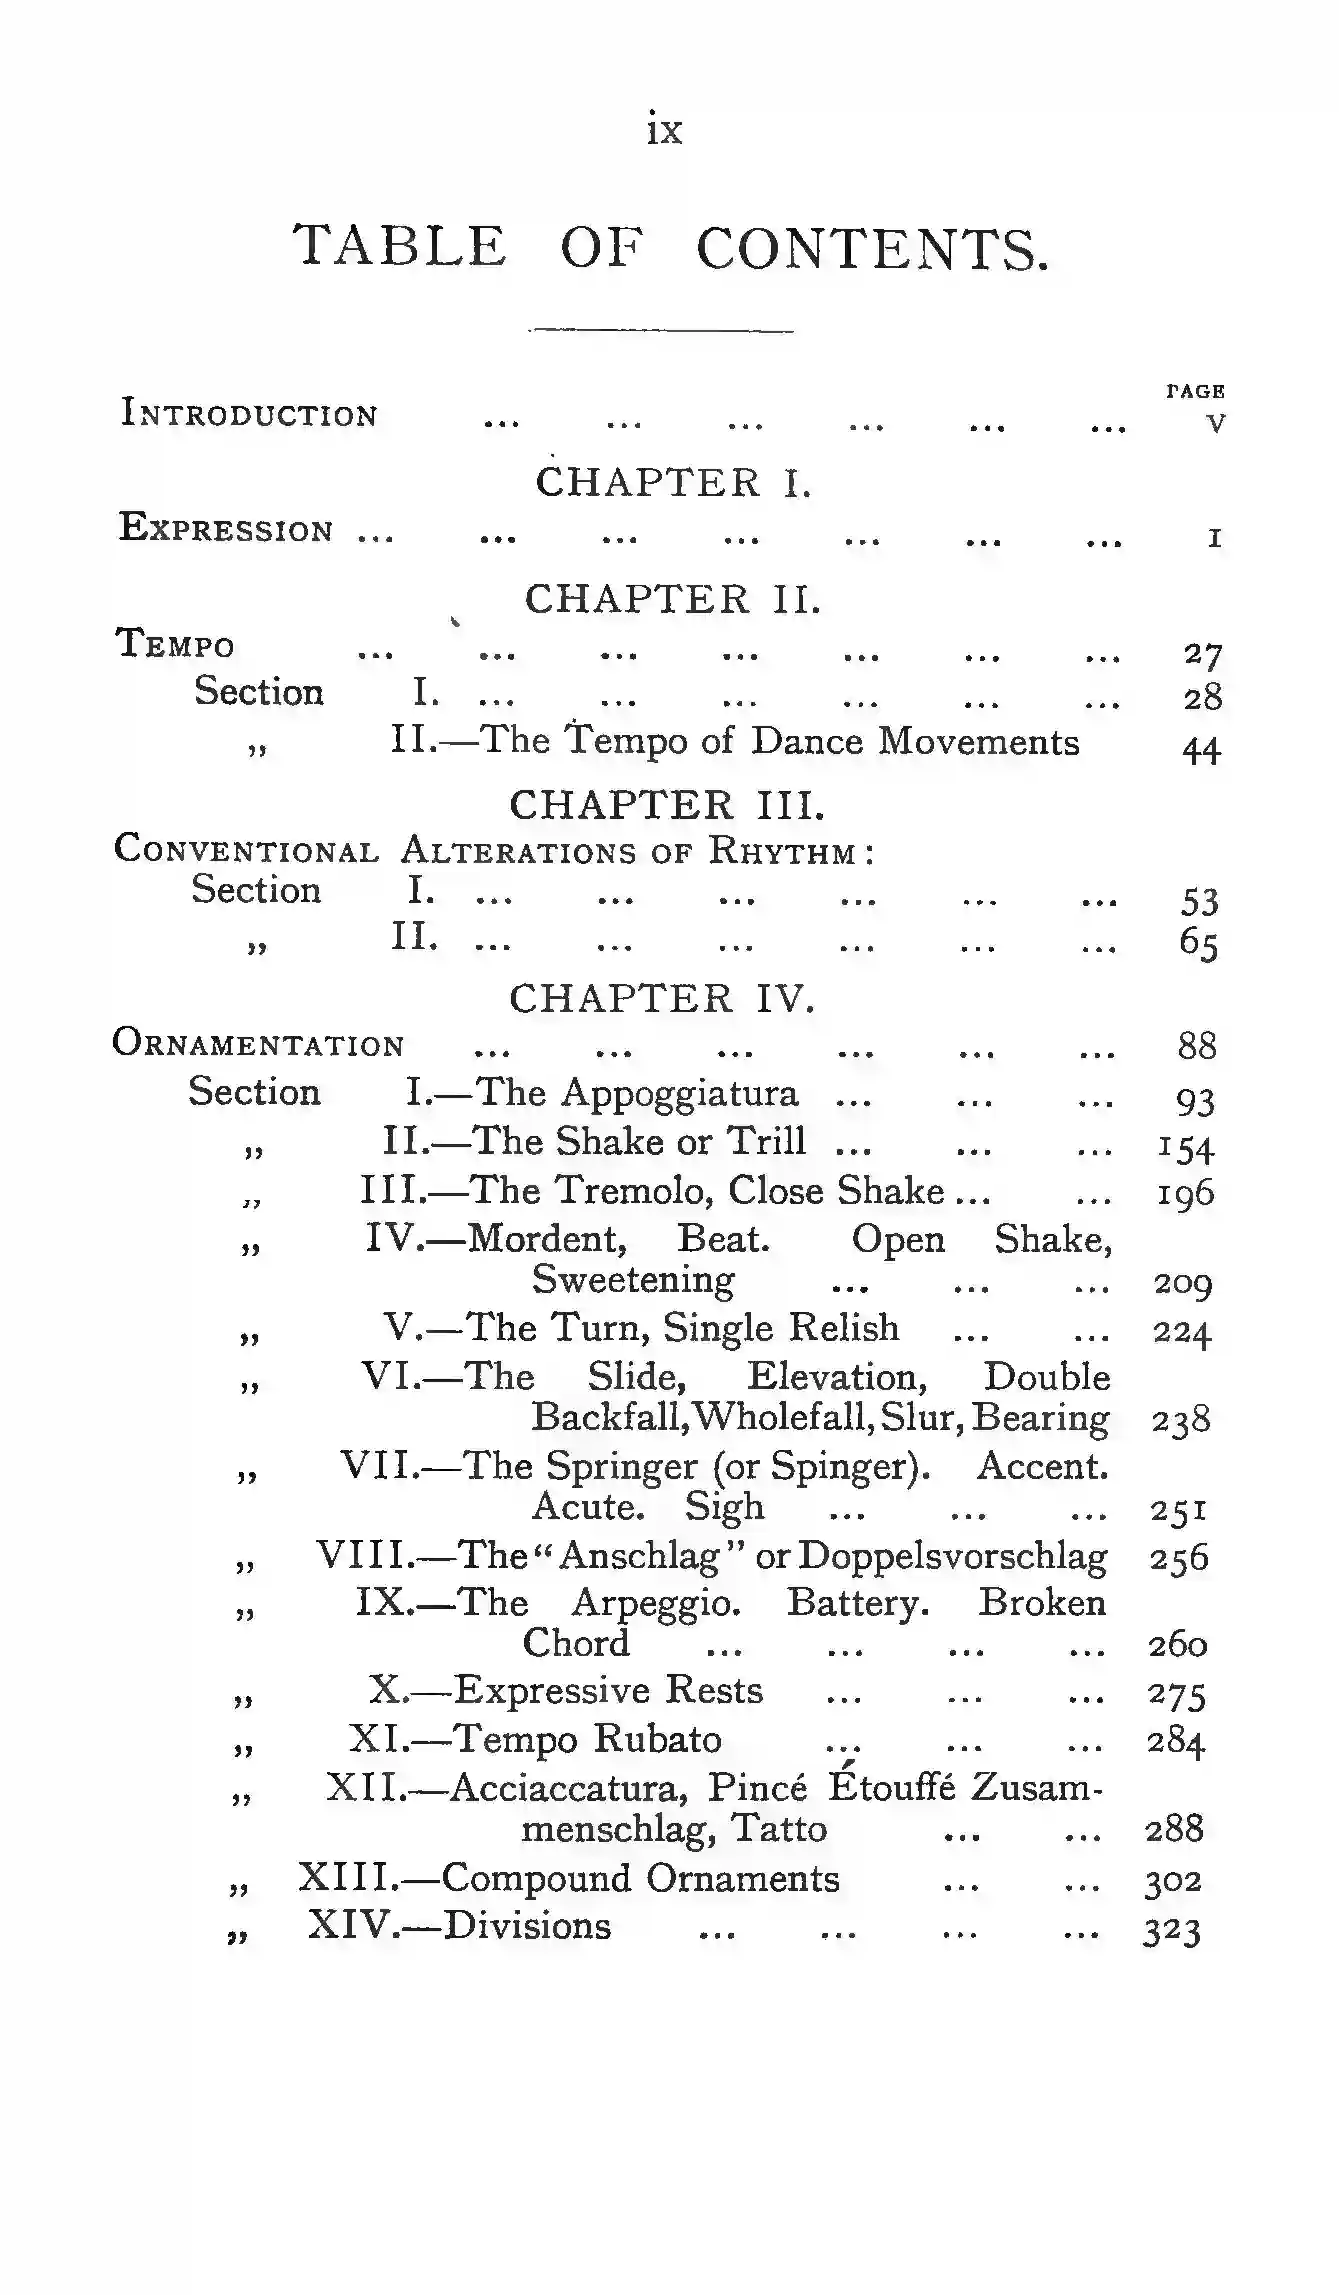 ix
TABLE OF CONTENTS.
PAGE
INTRODUCTION ... ... ... ... ... ... v
CHAPTER I.
EXPRESSION ... ... ... ... ... ... ... 1
CHAPTER II.
TEMPO ... ... ... ... ... ... ... 27
Section I. ... ... ... ... ... ... 28
„ II.—The Tempo of Dance Movements 44
CHAPTER III.
CONVENTIONAL ALTERATIONS OF RHYTHM :
Section I. ... ... ... ... ... ... 53
„ II. ... ... ... ... ... ... 65
CHAPTER IV.
ORNAMENTATION ... ... ... ... ... ... 88
Section I.—The Appoggiatura ... ... ... 93
„ II.—The Shake or Trill ... ... ... 154
„ III.—The Tremolo, Close Shake ... ... 196
„ IV.—Mordent, Beat. Open Shake,
Sweetening ... ... ... 209
„ V.—The Turn, Single Relish ... ... 224
„ VI.—The Slide, Elevation, Double
Backfall, Wholefall, Slur, Bearing 238
„ VII.—The Springer (or Spinger). Accent.
Acute. Sigh ... ... ... 251
„ VIII.—The “Anschlag” or Doppelsvorschlag 256
„ IX.—The Arpeggio. Battery. Broken
Chord ... ... ... ... 260
„ X.—Expressive Rests ... ... ... 275
„ XI.—Tempo Rubato ... ... ... 284
„ XII.—Acciaccatura, Pincé Étouffé Zusam-
menschlag, Tatto ... ... 288
„ XIII.—Compound Ornaments ... ... 302
„ XIV.—Divisions ... ... ... ... 323